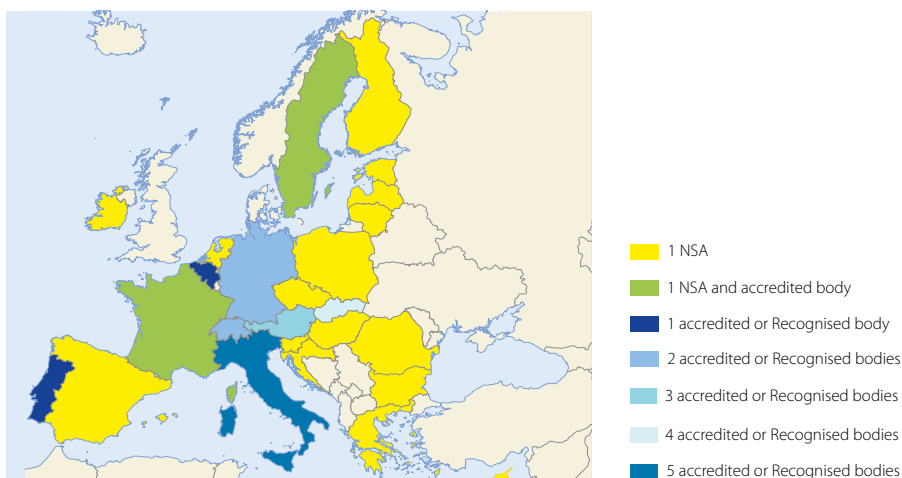 1 NSA
1 NSA and accredited body
1 accredited or Recognised body
2 accredited or Recognised bodies
3 accredited or Recognised bodies
4 accredited or Recognised bodies
5 accredited or Recognised bodies